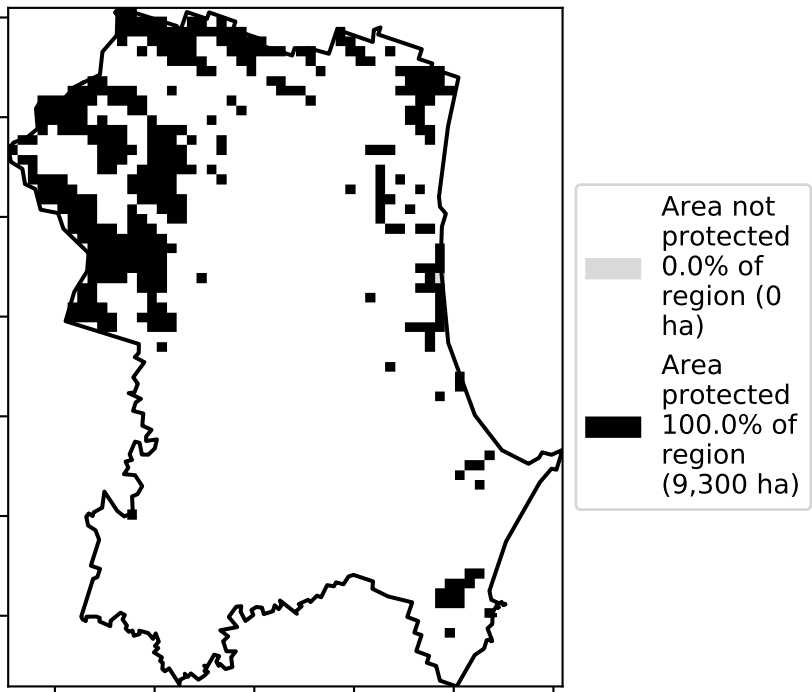 Area not
protected
0.0% of
region (0
ha)
Area
protected
100.0% of
region
(9,300 ha)